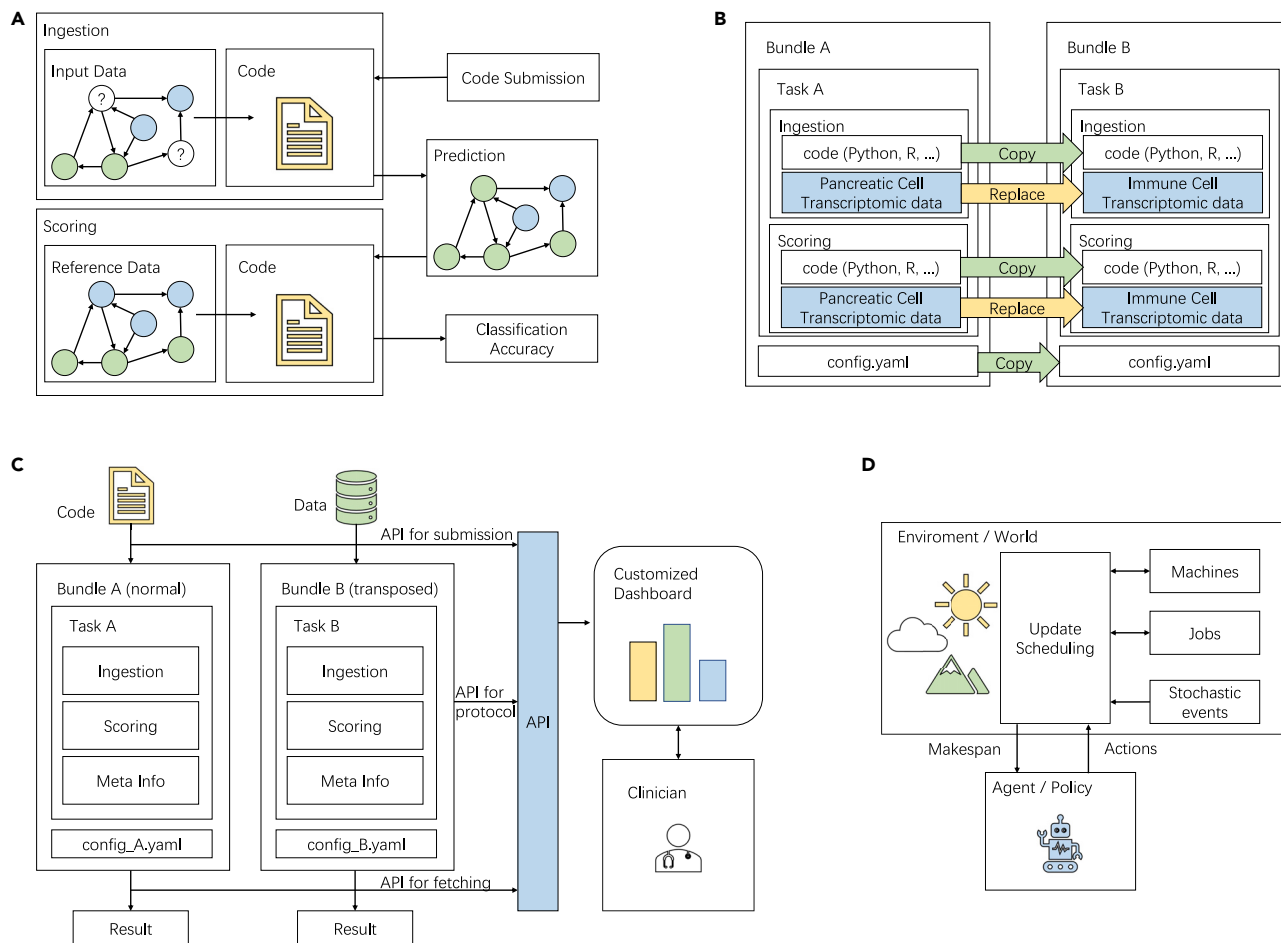 A
Ingestion
Input Data
?
?
Code
Code Submission
Prediction
Scoring
Reference Data
Code
Classification
Accuracy
B
Bundle A
Task A
Ingestion
code (Python, R, ...)
Pancreatic Cell
Transcriptomic data
Scoring
code (Python, R, ...)
Pancreatic Cell
Transcriptomic data
config.yaml
Copy
Replace
Copy
Replace
Copy
Bundle B
Task B
Ingestion
code (Python, R, ...)
Immune Cell
Transcriptomic data
Scoring
code (Python, R, ...)
Immune Cell
Transcriptomic data
config.yaml
C
Code
Data
API for submission
Bundle A (normal)
Task A
Ingestion
Scoring
Meta Info
config_A.yaml
Result
Bundle B (transposed)
Task B
Ingestion
Scoring
Meta Info
config_B.yaml
Result
API for
protocol
API for fetching
API
Customized
Dashboard
Clinician
D
Enviroment / World
Update
Scheduling
Machines
Jobs
Stochastic
events
Makespan
Actions
Agent / Policy